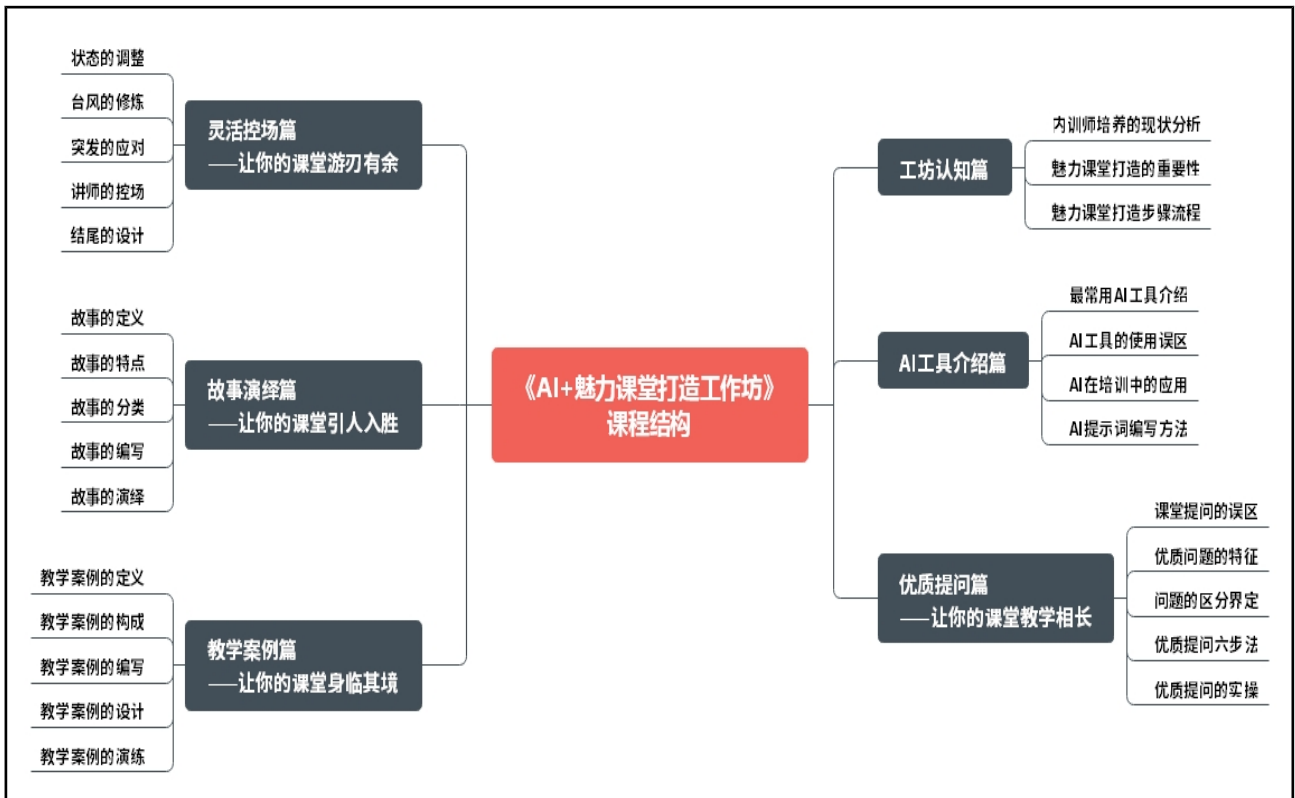 《AI+魅力课堂打造工作坊》
课程结构
工坊认知篇
内训师培养的现状分析
魅力课堂打造的重要性
魅力课堂打造步骤流程
AI工具介绍篇
最常用AI工具介绍
AI工具的使用误区
AI在培训中的应用
AI提示词编写方法
优质提问篇
——让你的课堂教学相长
课堂提问的误区
优质问题的特征
问题的区分界定
优质提问六步法
优质提问的实操
灵活控场篇
——让你的课堂游刃有余
状态的调整
台风的修炼
突发的应对
讲师的控场
结尾的设计
故事演绎篇
——让你的课堂引人入胜
故事的定义
故事的特点
故事的分类
故事的编写
故事的演绎
教学案例篇
——让你的课堂身临其境
教学案例的定义
教学案例的构成
教学案例的编写
教学案例的设计
教学案例的演练